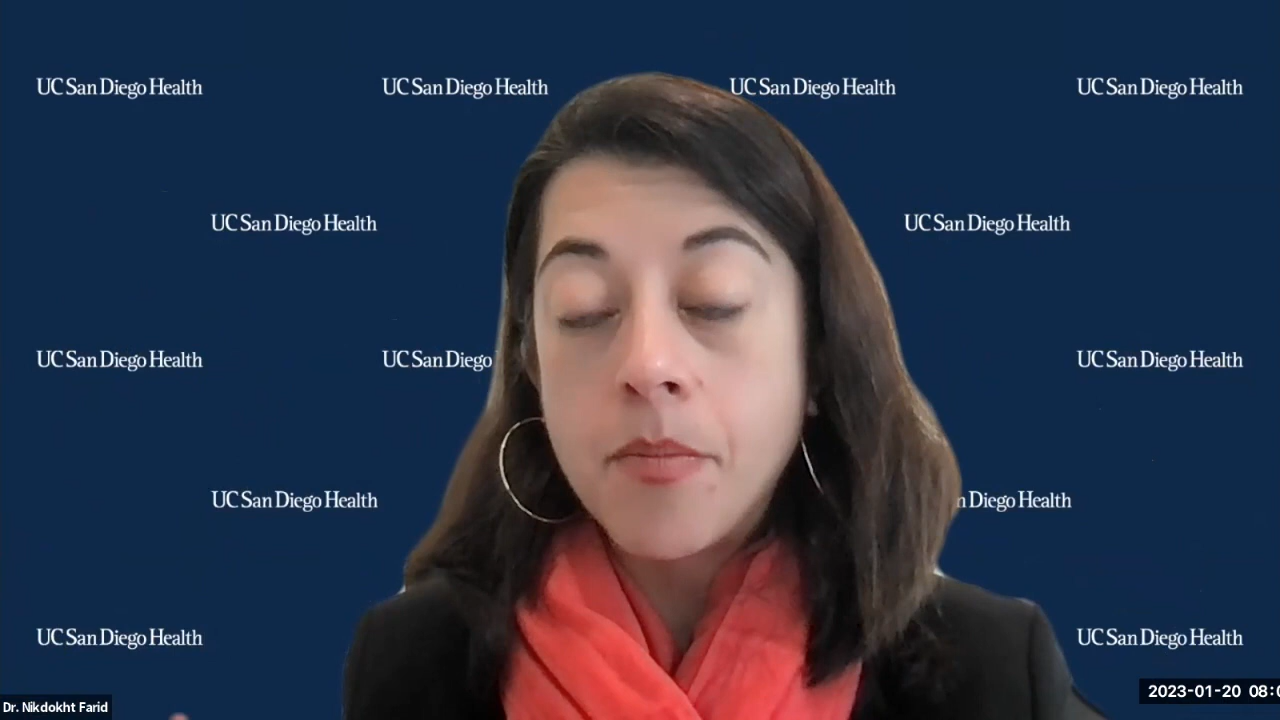 UC San Diego Health UC San Diego Health UC San Diego Health UC San Diego Health
UC San Diego Health UC San Diego Health
UC San Diego Health UC San Diego UC San Diego Health
UC San Diego Health Diego Health
UC San Diego Health UC San Diego Health
Dr. Nikdokht Farid
2023-01-20